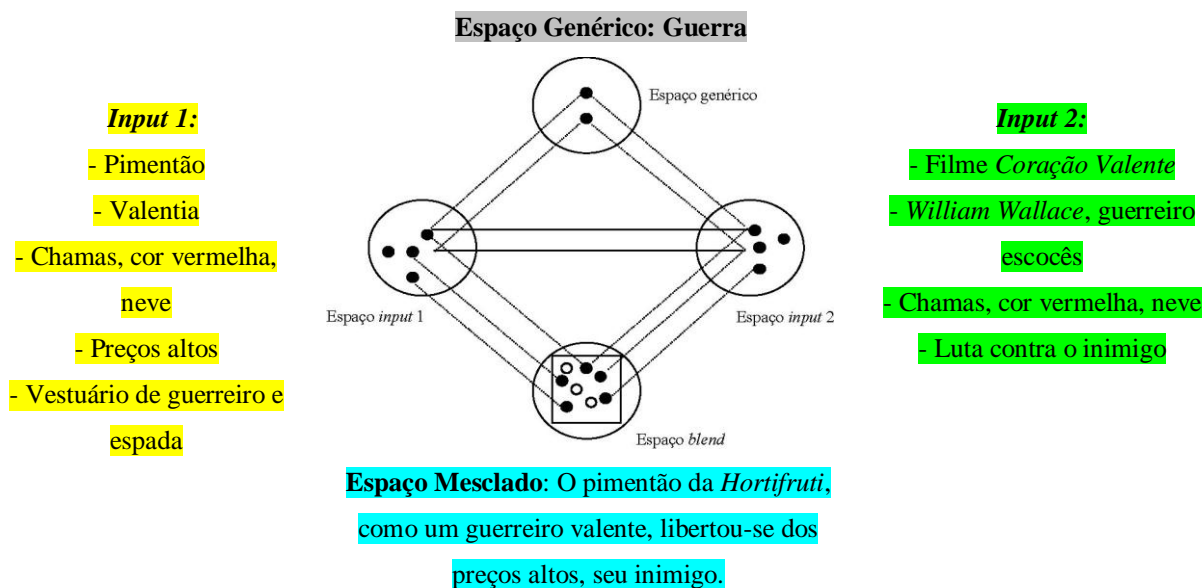 Espaço Genérico: Guerra
Espaço genérico
Input 1:
- Pimentão
- Valentia
- Chamas, cor vermelha,
neve
- Preços altos
- Vestuário de guerreiro e
espada
Input 2:
- Filme Coração Valente
- William Wallace, guerreiro
escocês
- Chamas, cor vermelha, neve
- Luta contra o inimigo
Espaço input 1
Espaço input 2
Espaço blend
Espaço Mesclado: O pimentão da Hortifruti,
como um guerreiro valente, libertou-se dos
preços altos, seu inimigo.